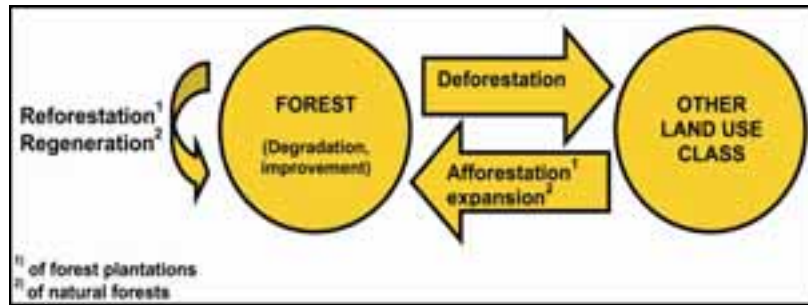 Reforestation¹
Regeneration²
FOREST
(Degradation,
improvement)
Deforestation
Afforestation¹
expansion²
OTHER
LAND USE
CLASS
¹⁾ of forest plantations
²⁾ of natural forests